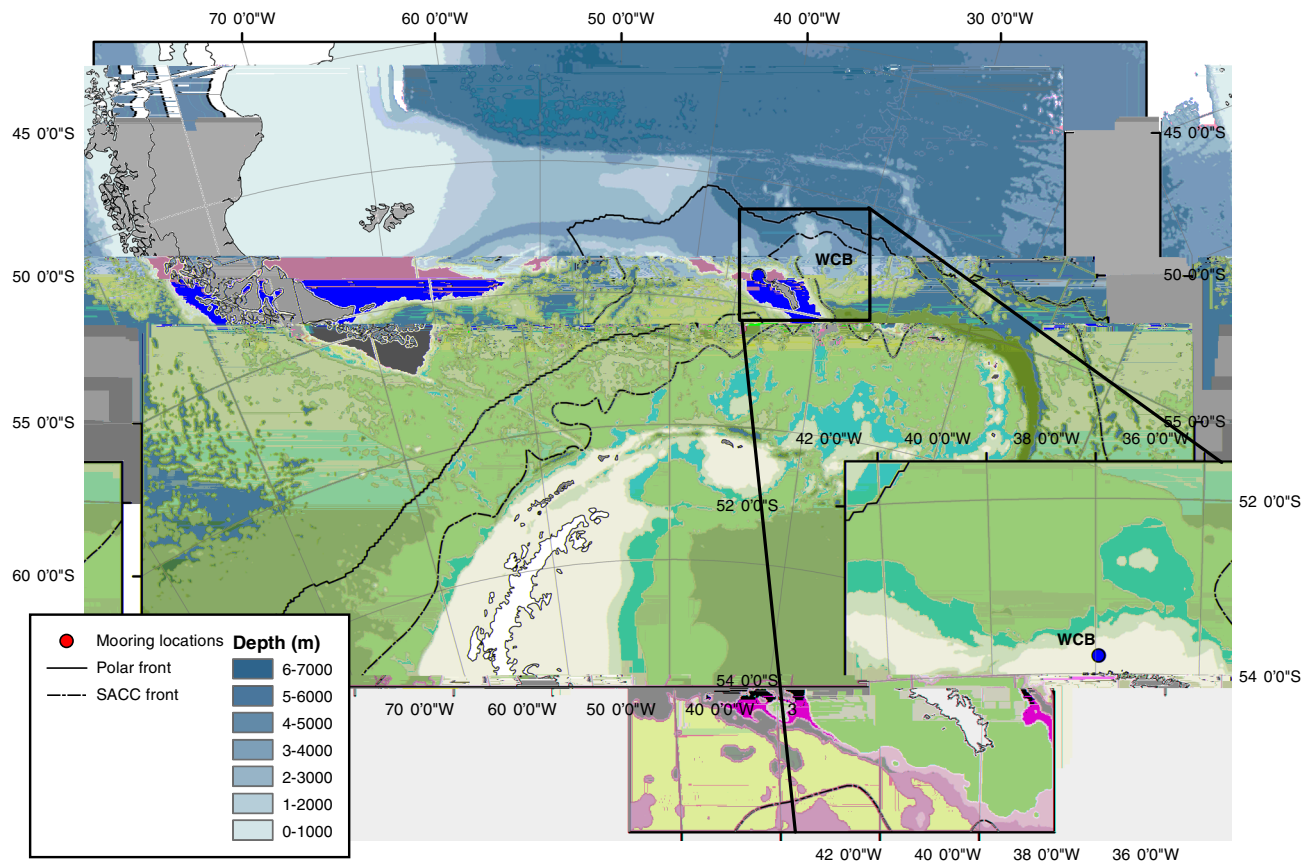 70 0'0"W 60 0'0"W 50 0'0"W 40 0'0"W 30 0'0"W
45 0'0"S 45 0'0"S
WCB
50 0'0"S 50 0'0"S
55 0'0"S 55 0'0"S
42 0'0"W 40 0'0"W 38 0'0"W 36 0'0"W
52 0'0"S 52 0'0"S
60 0'0"S
WCB
54 0'0"S 54 0'0"S
70 0'0"W 60 0'0"W 50 0'0"W 40 0'0"W 3
Mooring locations
Polar front
SACC front
Depth (m)
6-7000
5-6000
4-5000
3-4000
2-3000
1-2000
0-1000
42 0'0"W 40 0'0"W 38 0'0"W 36 0'0"W